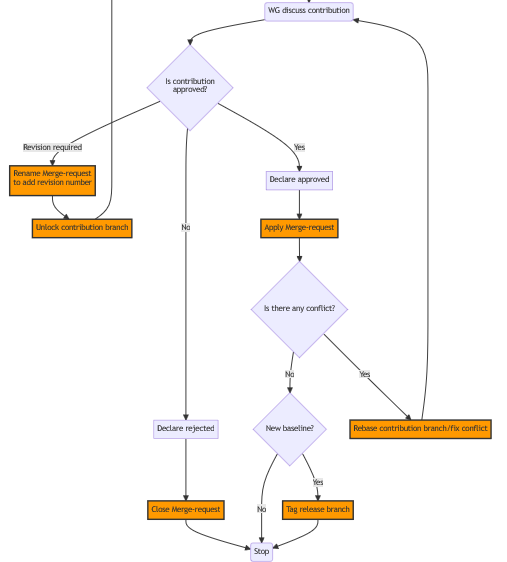 WG discuss contribution
Is contribution
approved?
Revision required
Yes
Rename Merge-request
to add revision number
Declare approved
Unlock contribution branch
No
Apply Merge-request
Is there any conflict?
No
Yes
Declare rejected
New baseline?
Rebase contribution branch/fix conflict
Yes
Close Merge-request
No
Tag release branch
Stop